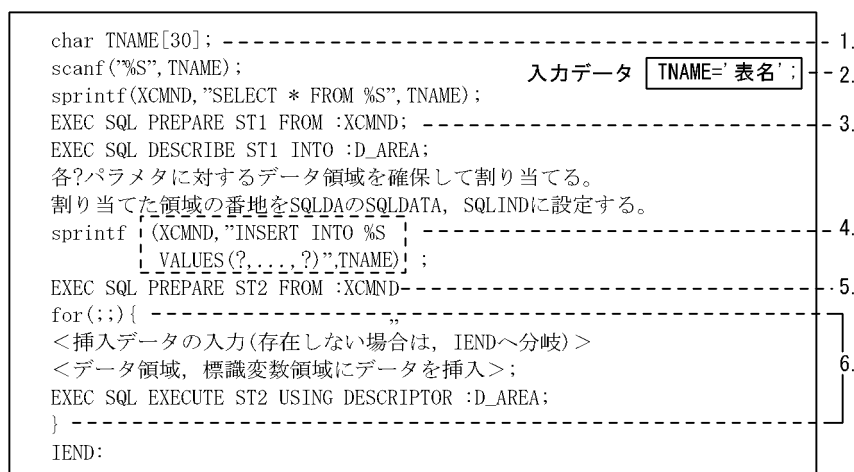 char TNAME[30]; 1.
scanf("%S",TNAME); 入力データ TNAME='表名'; 2.
sprintf(XCMND,"SELECT * FROM %S",TNAME);
EXEC SQL PREPARE ST1 FROM :XCMND; 3.
EXEC SQL DESCRIBE ST1 INTO :D_AREA;
各?パラメタに対するデータ領域を確保して割り当てる。
割り当てた領域の番地をSQLDAのSQLDATA, SQLINDに設定する。
sprintf (XCMND,"INSERT INTO %S 4.
VALUES(?,...,?)",TNAME) ;
EXEC SQL PREPARE ST2 FROM :XCMND 5.
for(;;){ „
<挿入データの入力(存在しない場合は, IENDへ分岐)>
<データ領域, 標識変数領域にデータを挿入>; 6.
EXEC SQL EXECUTE ST2 USING DESCRIPTOR :D_AREA;
}
IEND: